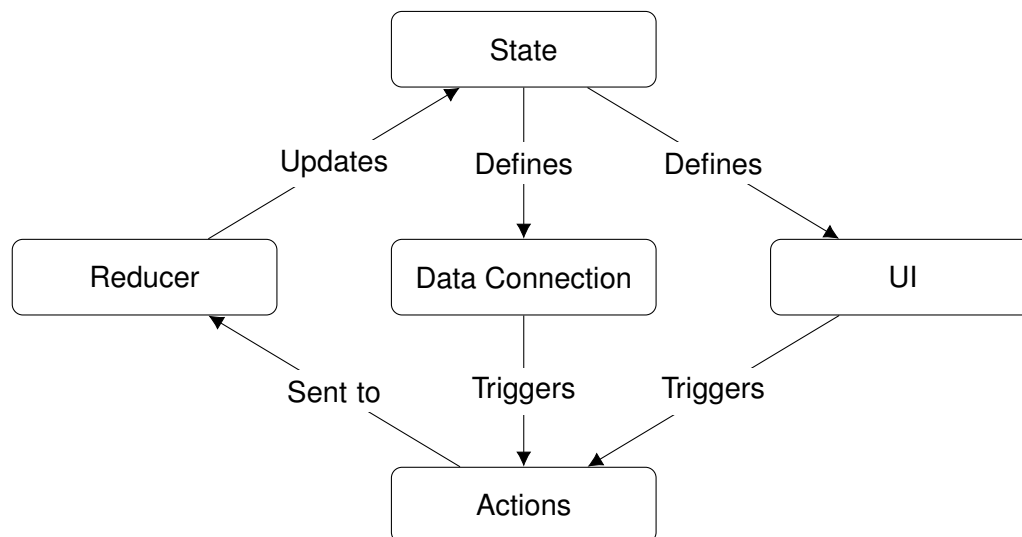 State
Updates
Defines
Defines
Reducer
Data Connection
UI
Sent to
Triggers
Triggers
Actions